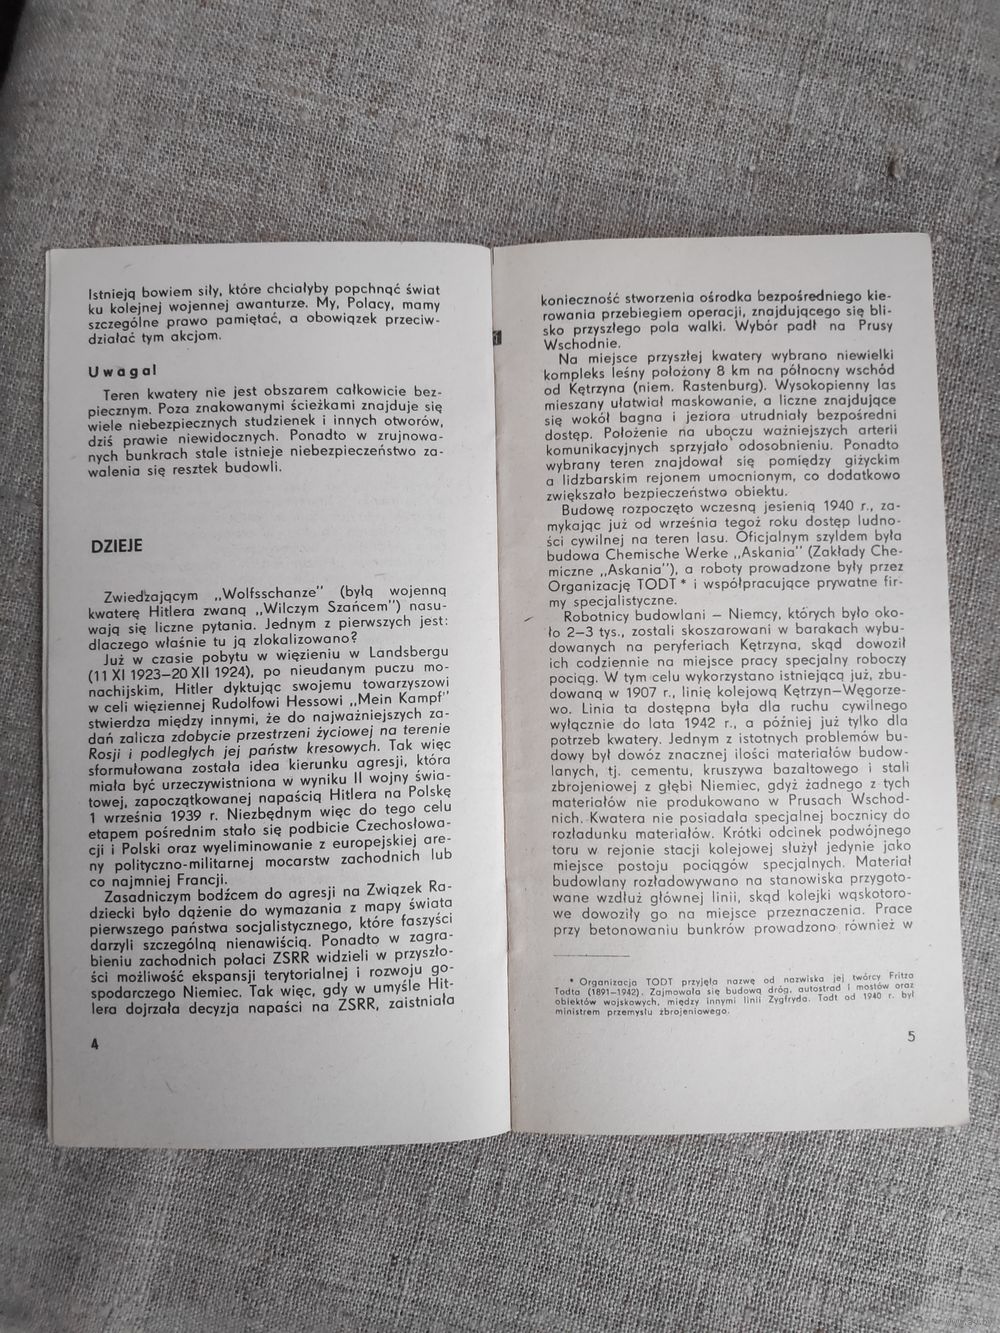 Istnieją bowiem siły, które chciałyby popchnąć świat
ku kolejnej wojennej awanturze. My, Polacy, mamy
szczególne prawo pamiętać, a obowiązek przeciw-
działać tym akcjom.
Uwaga!
Teren kwatery nie jest obszarem całkowicie bez-
piecznym. Poza znakowanymi ścieżkami znajduje się
wiele niebezpiecznych studzienek i innych otworów,
dziś prawie niewidocznych. Ponadto w zrujnowa-
nych bunkrach stale istnieje niebezpieczeństwo za-
walenia się resztek budowli.
DZIEJE
Zwiedzającym „Wolfsschanze” (byłą wojenną
kwaterę Hitlera zwaną „Wilczym Szańcem”) nasu-
wają się liczne pytania. Jednym z pierwszych jest:
dlaczego właśnie tu ją zlokalizowano?
Już w czasie pobytu w więzieniu w Landsbergu
(11 XI 1923–20 XII 1924), po nieudanym puczu mo-
nachijskim, Hitler dyktując swojemu towarzyszowi
w celi więziennej Rudolfowi Hessowi „Mein Kampf”
stwierdza między innymi, że do najważniejszych za-
dań zalicza zdobycie przestrzeni życiowej na terenie
Rosji i podległych jej państw kresowych. Tak więc
sformułowana została idea kierunku agresji, która
miała być urzeczywistniona w wyniku II wojny świa-
towej, zapoczątkowanej napaścią Hitlera na Polskę
1 września 1939 r. Niezbędnym więc do tego celu
etapem pośrednim stało się podbicie Czechosłowa-
cji i Polski oraz wyeliminowanie z europejskiej are-
ny polityczno-militarnej mocarstw zachodnich lub
co najmniej Francji.
Zasadniczym bodźcem do agresji na Związek Ra-
dziecki było dążenie do wymazania z mapy świata
pierwszego państwa socjalistycznego, które faszyści
darzyli szczególną nienawiścią. Ponadto w zagra-
bieniu zachodnich połaci ZSRR widzieli w przyszło-
ści możliwość ekspansji terytorialnej i rozwoju go-
spodarczego Niemiec. Tak więc, gdy w umyśle Hit-
lera dojrzała decyzja napaści na ZSRR, zaistniała
4
konieczność stworzenia ośrodka bezpośredniego kie-
rowania przebiegiem operacji, znajdującego się bli-
sko przyszłego pola walki. Wybór padł na Prusy
Wschodnie.
Na miejsce przyszłej kwatery wybrano niewielki
kompleks leśny położony 8 km na północny wschód
od Kętrzyna (niem. Rastenburg). Wysokopienny las
mieszany ułatwiał maskowanie, a liczne znajdujące
się wokół bagna i jeziora utrudniały bezpośredni
dostęp. Położenie na uboczu ważniejszych arterii
komunikacyjnych sprzyjało odosobnieniu. Ponadto
wybrany teren znajdował się pomiędzy giżyckim
a lidzbarskim rejonem umocnionym, co dodatkowo
zwiększało bezpieczeństwo obiektu.
Budowę rozpoczęto wczesną jesienią 1940 r., za-
mykając już od września tegoż roku dostęp ludno-
ści cywilnej na teren lasu. Oficjalnym szyldem była
budowa Chemische Werke „Askania” (Zakłady Che-
miczne „Askania”), a roboty prowadzone były przez
Organizację TODT* i współpracujące prywatne fir-
my specjalistyczne.
Robotnicy budowlani – Niemcy, których było oko-
ło 2–3 tys., zostali skoszarowani w barakach wybu-
dowanych na peryferiach Kętrzyna, skąd dowoził
ich codziennie na miejsce pracy specjalny roboczy
pociąg. W tym celu wykorzystano istniejącą już, zbu-
dowaną w 1907 r., linię kolejową Kętrzyn–Węgorze-
wo. Linia ta dostępna była dla ruchu cywilnego
wyłącznie do lata 1942 r., a później już tylko dla
potrzeb kwatery. Jednym z istotnych problemów bu-
dowy był dowóz znacznej ilości materiałów budow-
lanych, tj. cementu, kruszywa bazaltowego i stali
zbrojeniowej z głębi Niemiec, gdyż żadnego z tych
materiałów nie produkowano w Prusach Wschod-
nich. Kwatera nie posiadała specjalnej bocznicy do
rozładunku materiałów. Krótki odcinek podwójnego
toru w rejonie stacji kolejowej służył jedynie jako
miejsce postoju pociągów specjalnych. Materiał
budowlany rozładowywano na stanowiska przygoto-
wane wzdłuż głównej linii, skąd kolejki wąskotoro-
we dowoziły go na miejsce przeznaczenia. Prace
przy betonowaniu bunkrów prowadzono również w
* Organizacja TODT przyjęła nazwę od nazwiska jej twórcy Fritza
Todta (1891–1942). Zajmowała się budową dróg, autostrad i mostów oraz
obiektów wojskowych, między innymi linii Zygfryda. Todt od 1940 r. był
ministrem przemysłu zbrojeniowego.
5